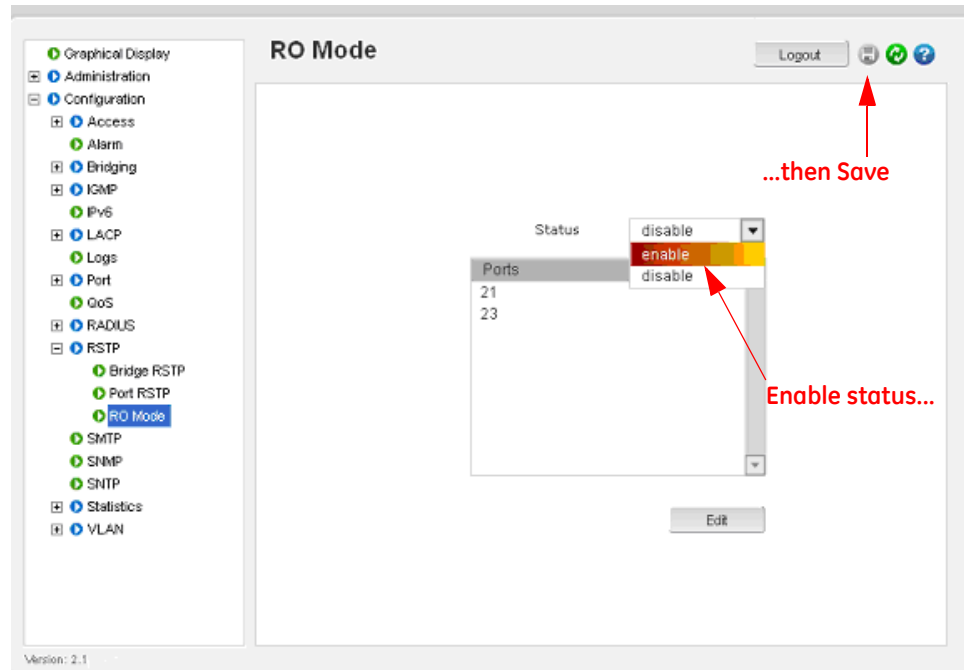 RO Mode
Logout
Graphical Display
Administration
Configuration
Access
Alarm
Bridging
IGMP
IPv6
LACP
Logs
Port
QoS
RADIUS
RSTP
Bridge RSTP
Port RSTP
RO Mode
SMTP
SNMP
SNTP
Statistics
VLAN
...then Save
Status
disable
enable
disable
Ports
21
23
Enable status...
Edit
Version: 2.1